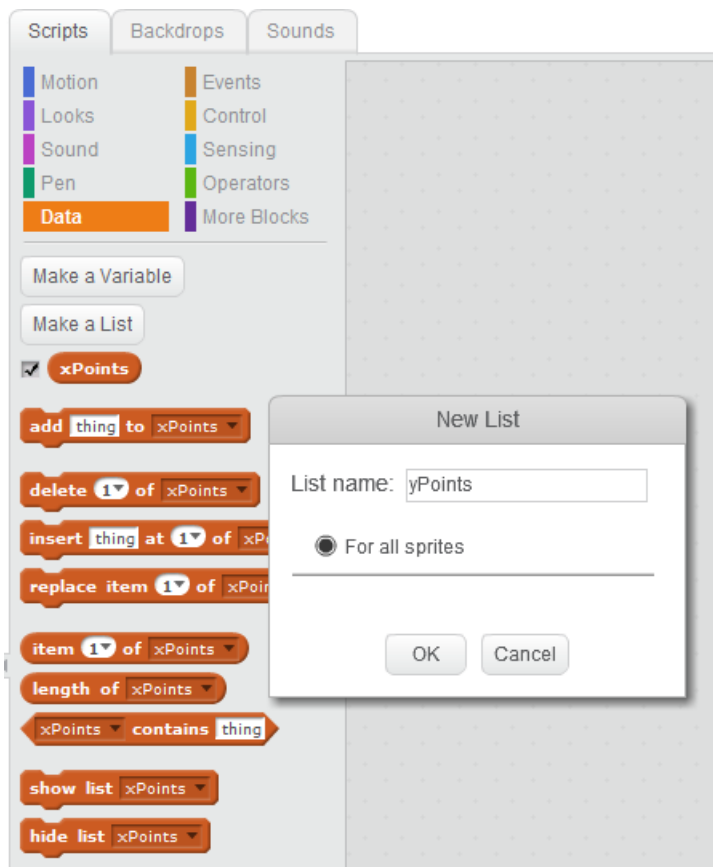 Scripts Backdrops Sounds
Motion Events
Looks Control
Sound Sensing
Pen Operators
Data More Blocks
Make a Variable
Make a List
xPoints
add thing to xPoints
delete 1 of xPoints
insert thing at 1 of
replace item 1 of
item 1 of xPoints
length of xPoints
xPoints contains thing
show list xPoints
hide list xPoints
New List
List name: yPoints
For all sprites
OK Cancel